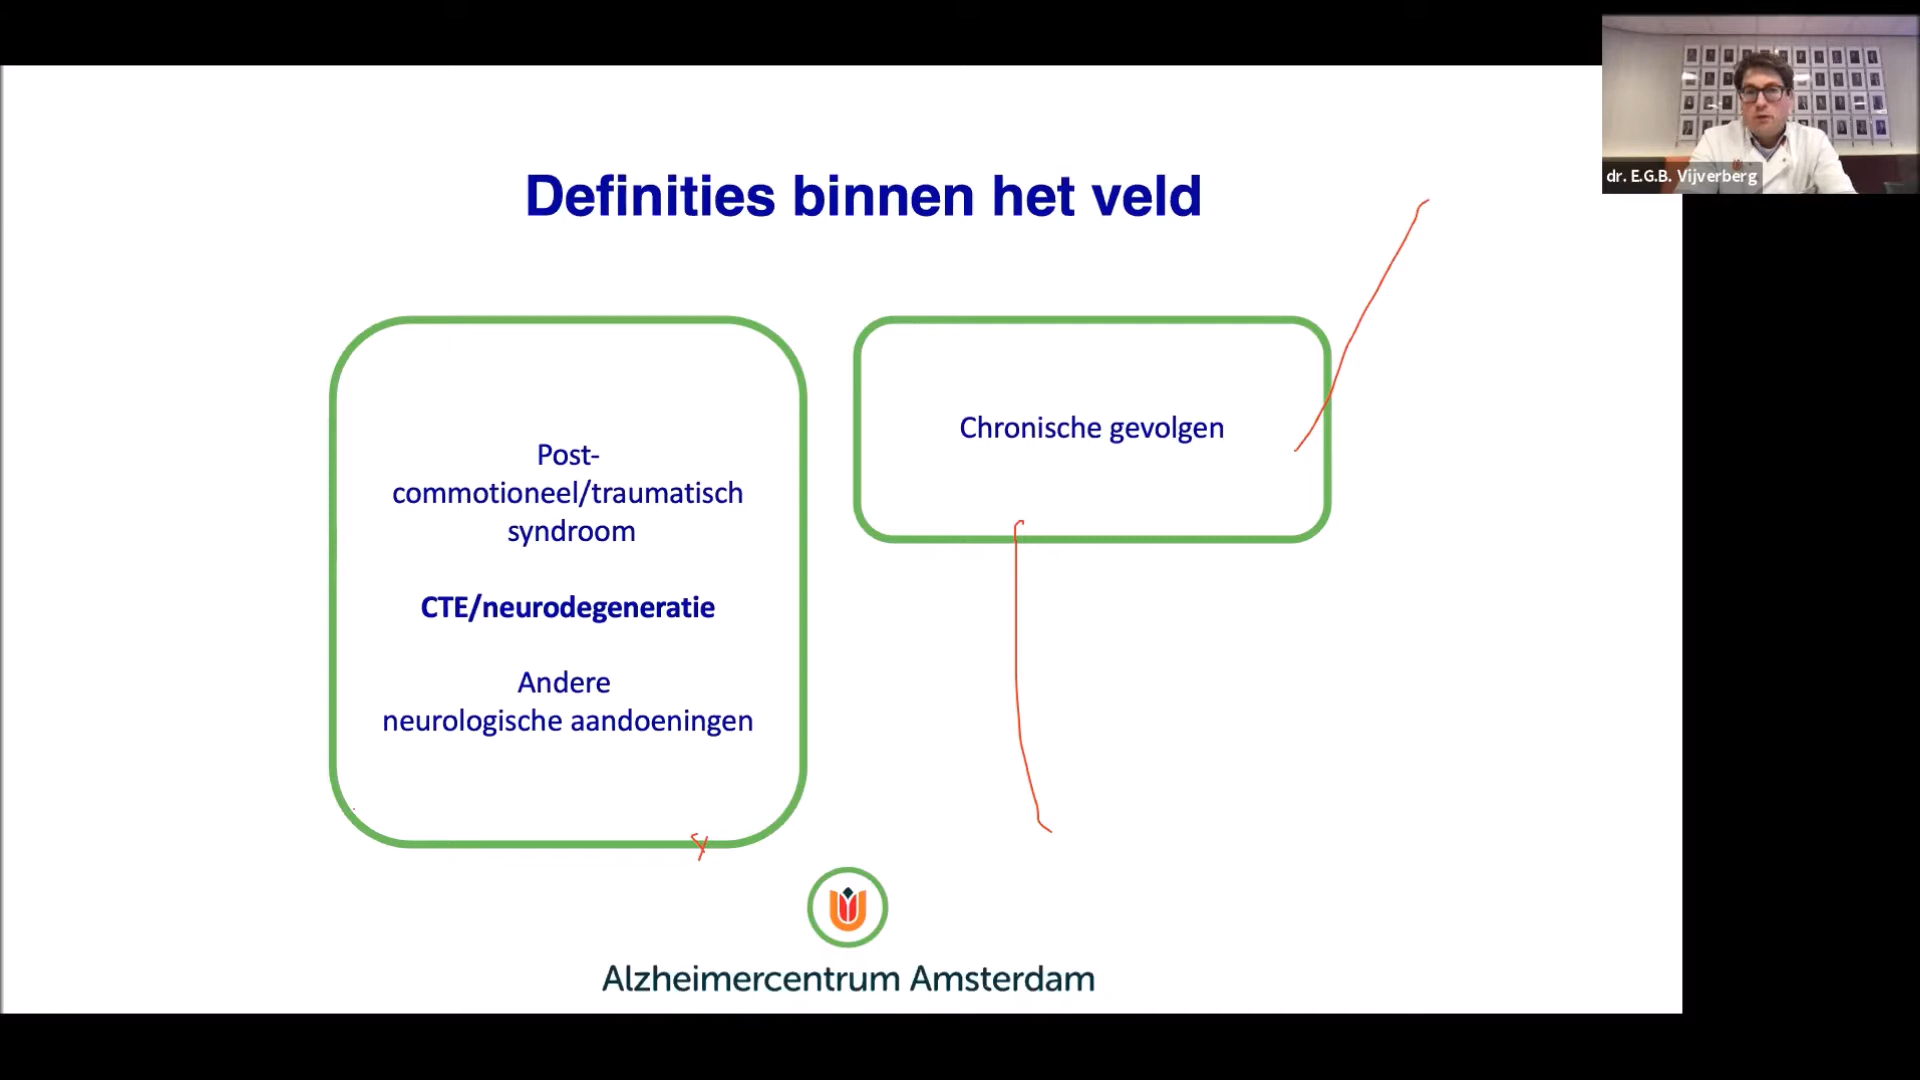 dr. E.G.B. Vijverberg
Definities binnen het veld
Post-
commotioneel/traumatisch
syndroom
CTE/neurodegeneratie
Andere
neurologische aandoeningen
Chronische gevolgen
Alzheimercentrum Amsterdam